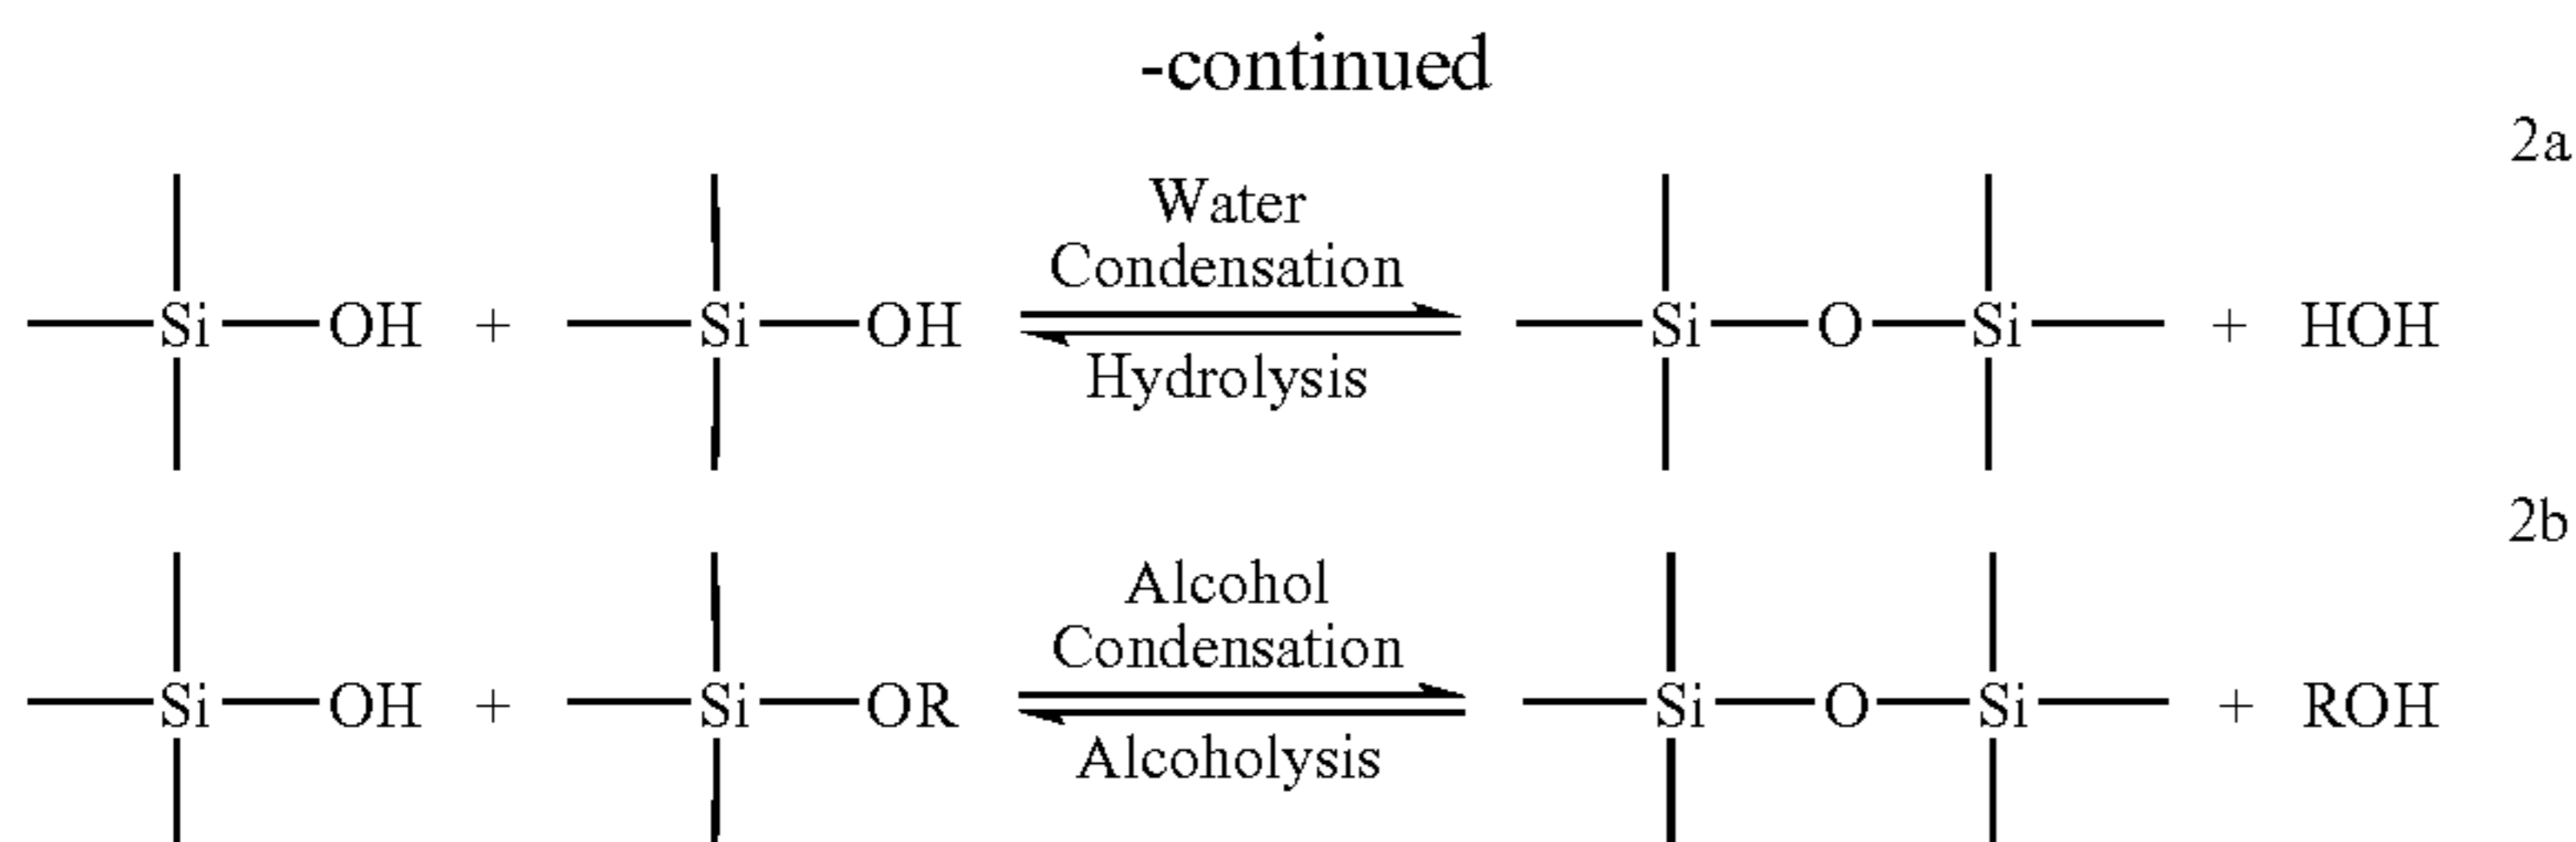 -continued
2a
Water
Condensation
Si—OH + Si—OH ⇌ Si—O—Si + HOH
Hydrolysis
2b
Alcohol
Condensation
Si—OH + Si—OR ⇌ Si—O—Si + ROH
Alcoholysis